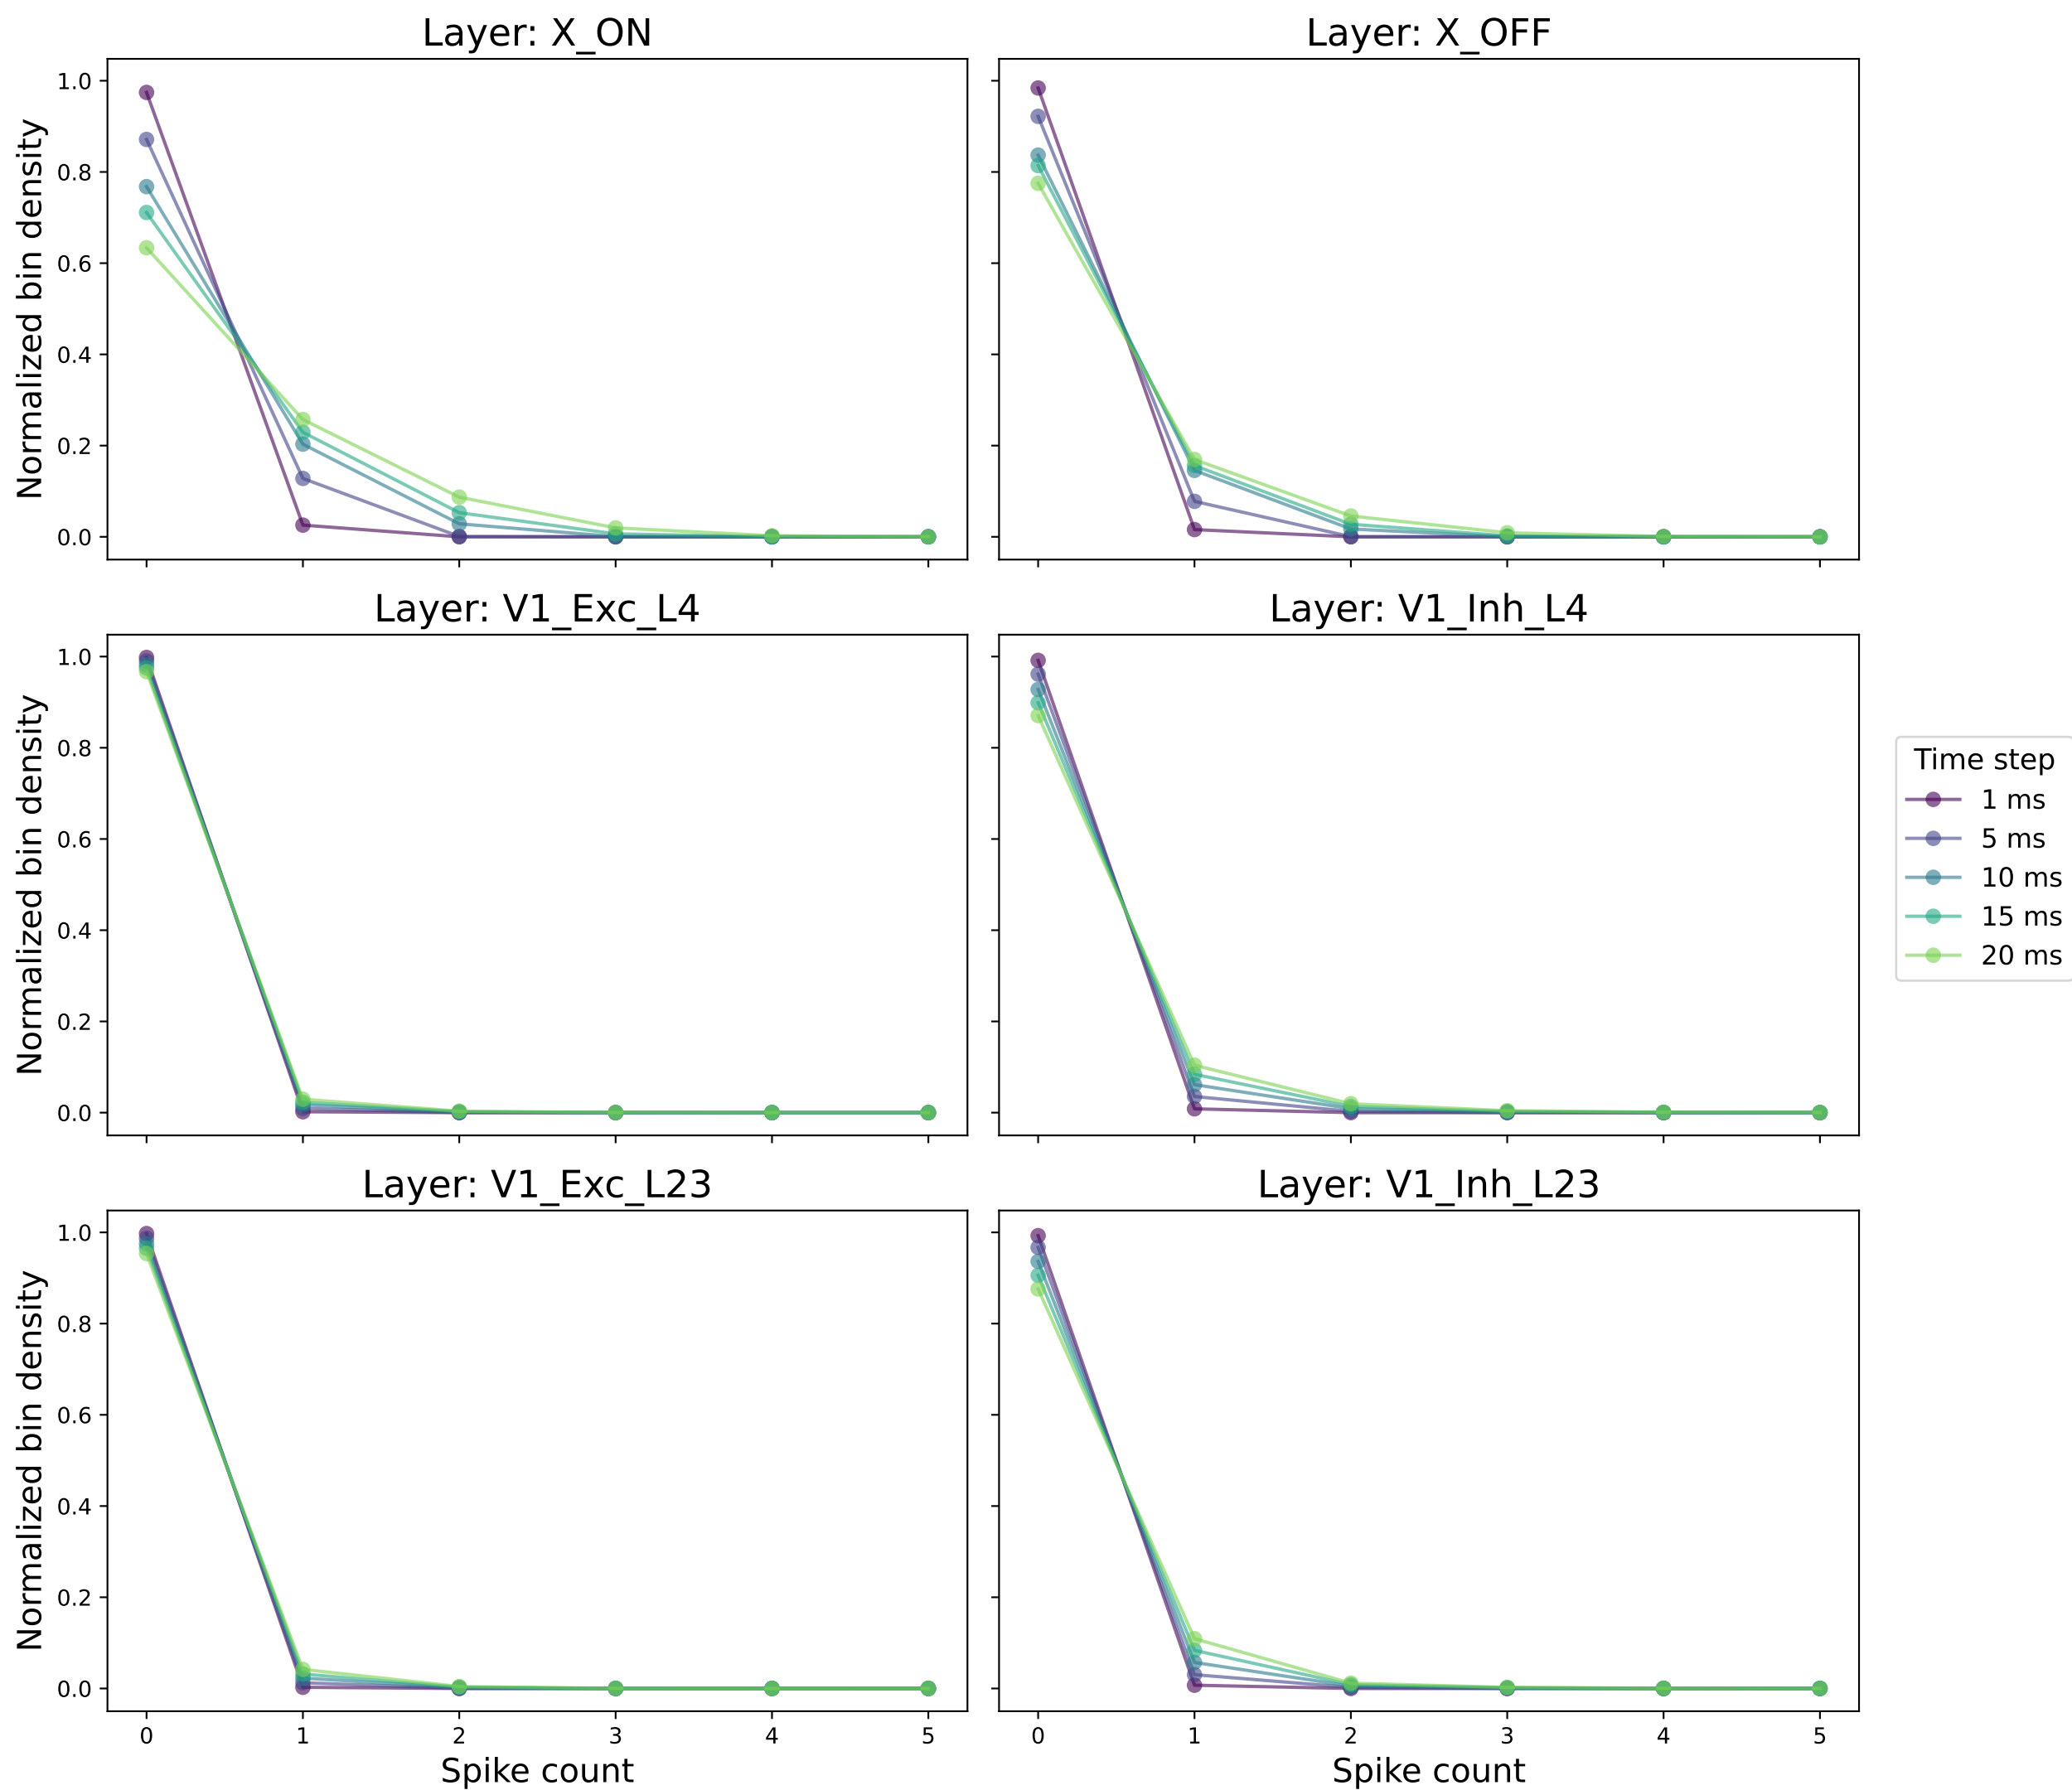 Layer: X_ON
Layer: X_OFF
Normalized bin density
1.0
0.8
0.6
0.4
0.2
0.0
Layer: V1_Exc_L4
Layer: V1_Inh_L4
Normalized bin density
1.0
0.8
0.6
0.4
0.2
0.0
Time step
1 ms
5 ms
10 ms
15 ms
20 ms
Layer: V1_Exc_L23
Layer: V1_Inh_L23
Normalized bin density
1.0
0.8
0.6
0.4
0.2
0.0
0 1 2 3 4 5
Spike count
0 1 2 3 4 5
Spike count